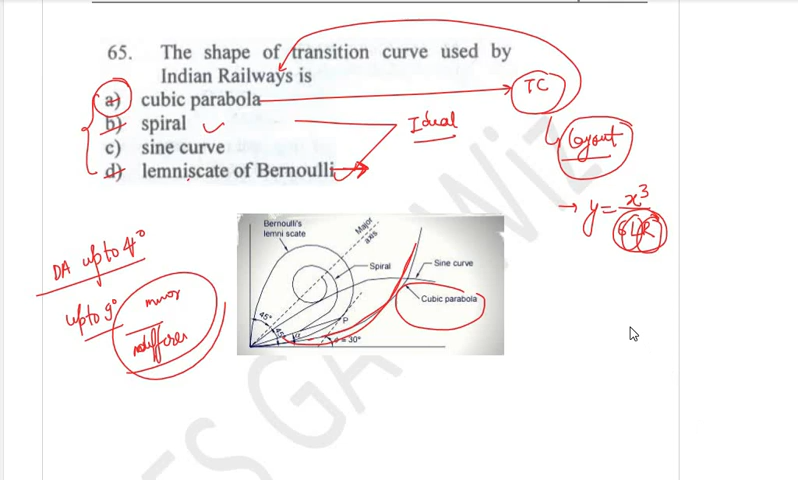 65. The shape of transition curve used by
Indian Railways is
a) cubic parabola
b) spiral
c) sine curve
d) lemniscate of Bernoulli
TC
Idual
Layout
→ y = x³
6LR
DA upto 4°
upto 9°
minor
Bernoulli's
lemni scate
Major
axis
Spiral
Sine curve
Cubic parabola
45°
= 30°